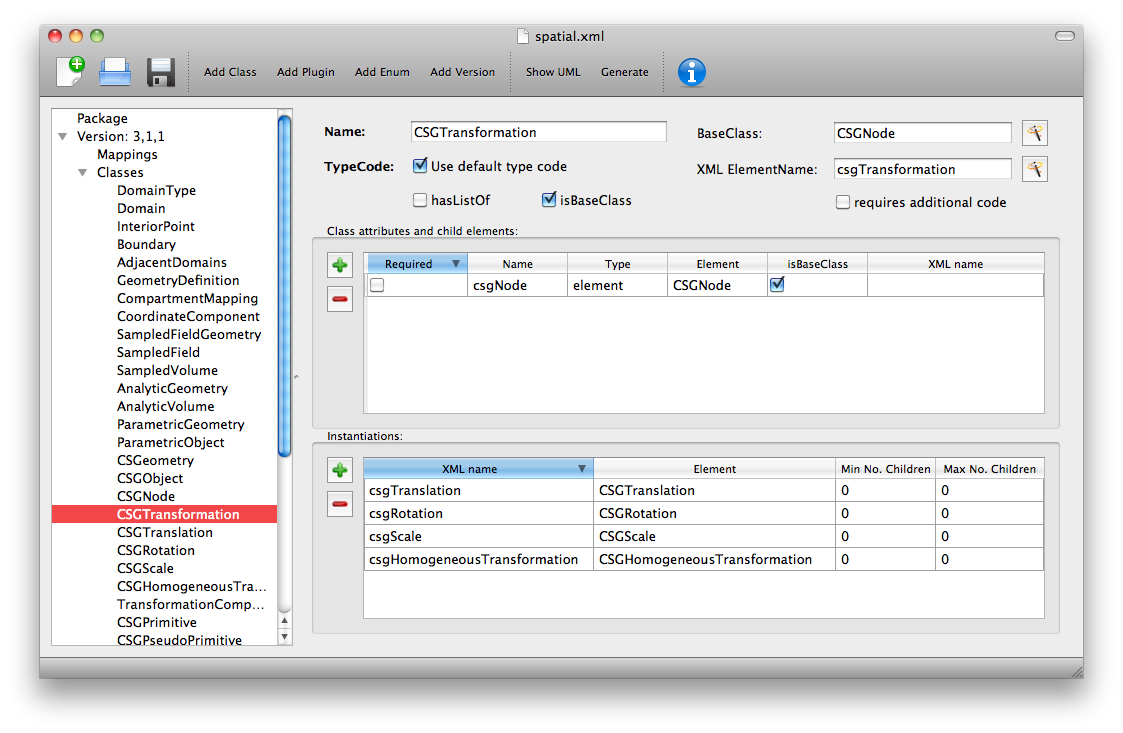 spatial.xml
Add Class Add Plugin Add Enum Add Version Show UML Generate
Package
Version: 3,1,1
Mappings
Classes
DomainType
Domain
InteriorPoint
Boundary
AdjacentDomains
GeometryDefinition
CompartmentMapping
CoordinateComponent
SampledFieldGeometry
SampledField
SampledVolume
AnalyticGeometry
AnalyticVolume
ParametricGeometry
ParametricObject
CSGeometry
CSGObject
CSGNode
CSGTransformation
CSGTranslation
CSGRotation
CSGScale
CSGHomogeneousTra...
TransformationComp...
CSGPrimitive
CSGPseudoPrimitive
Name: CSGTransformation BaseClass: CSGNode
TypeCode: Use default type code XML ElementName: csgTransformation
hasListOf isBaseClass requires additional code
Class attributes and child elements:
Required Name Type Element isBaseClass XML name
csgNode element CSGNode
Instantiations:
XML name Element Min No. Children Max No. Children
csgTranslation CSGTranslation 0 0
csgRotation CSGRotation 0 0
csgScale CSGScale 0 0
csgHomogeneousTransformation CSGHomogeneousTransformation 0 0